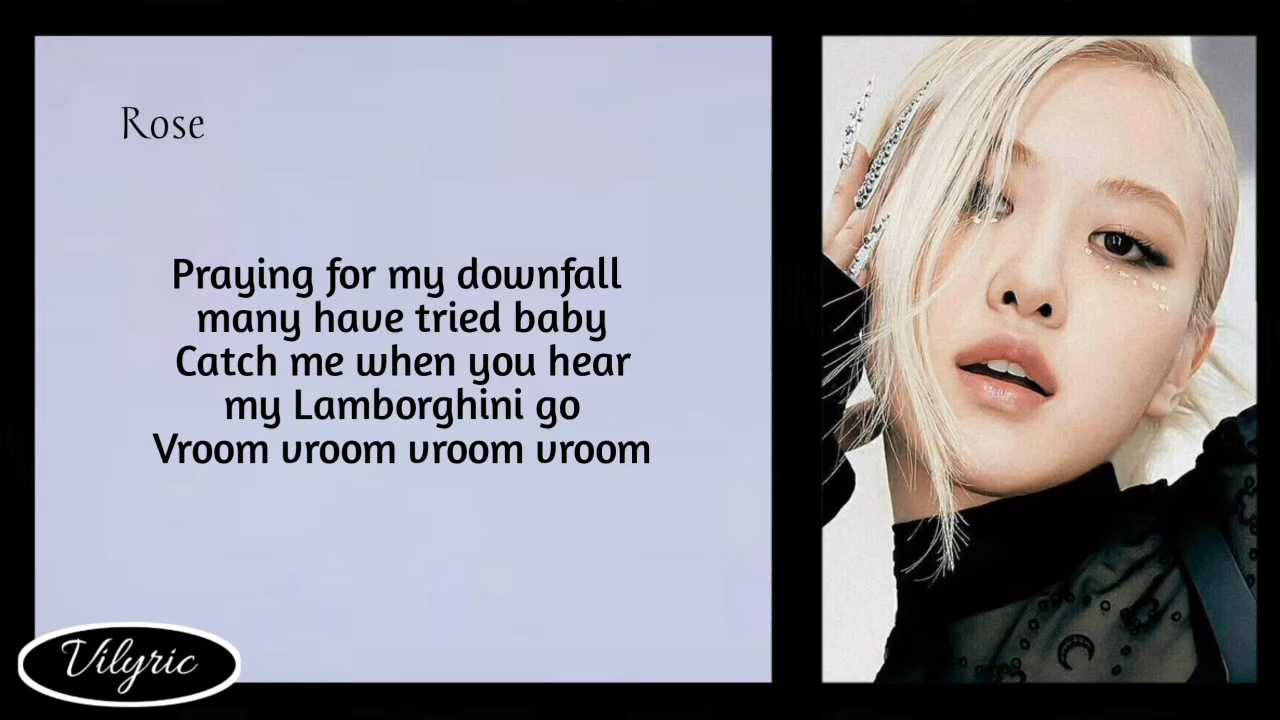 Rose
Praying for my downfall
many have tried baby
Catch me when you hear
my Lamborghini go
Vroom vroom vroom vroom
Vilyric